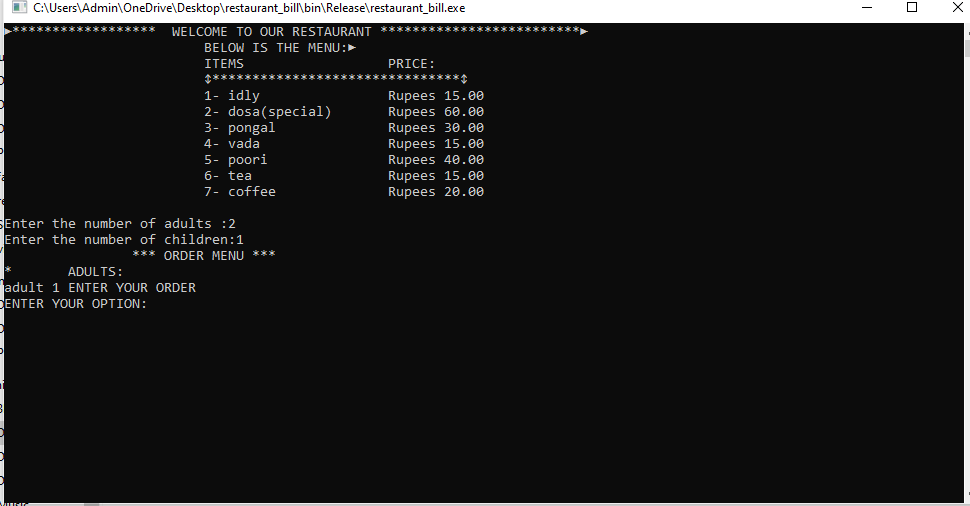 C:\Users\Admin\OneDrive\Desktop\restaurant_bill\bin\Release\restaurant_bill.exe
►****************** WELCOME TO OUR RESTAURANT *************************►
BELOW IS THE MENU:►
ITEMS PRICE:
↕*******************************↕
1- idly Rupees 15.00
2- dosa(special) Rupees 60.00
3- pongal Rupees 30.00
4- vada Rupees 15.00
5- poori Rupees 40.00
6- tea Rupees 15.00
7- coffee Rupees 20.00
Enter the number of adults :2
Enter the number of children:1
*** ORDER MENU ***
* ADULTS:
adult 1 ENTER YOUR ORDER
ENTER YOUR OPTION: